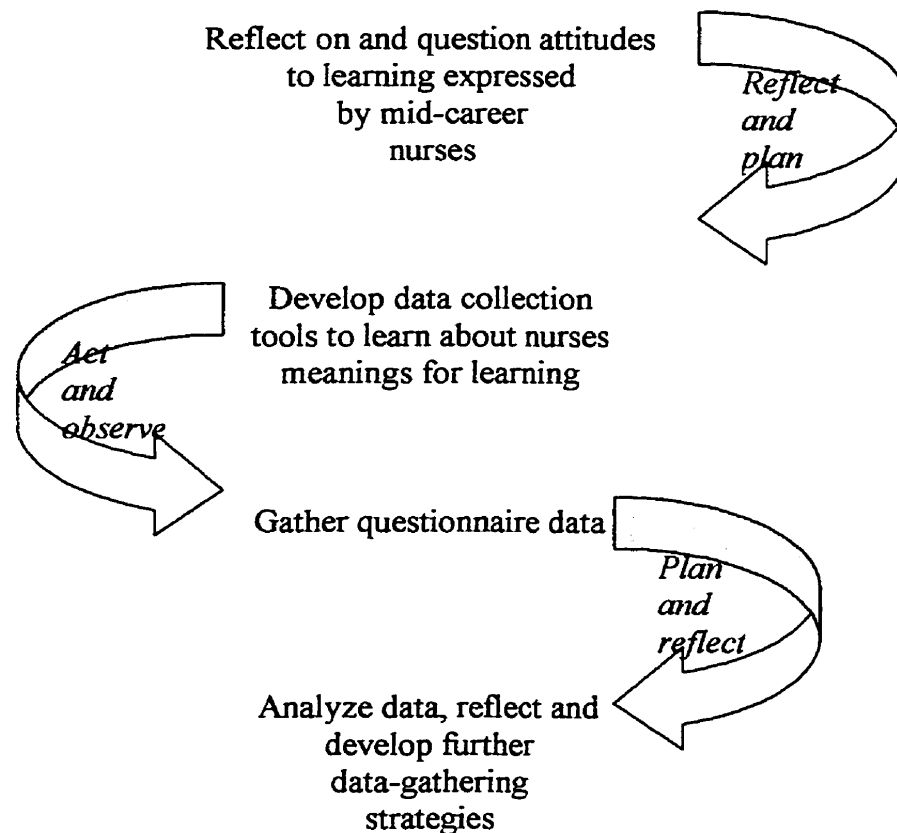 Reflect on and question attitudes
to learning expressed
by mid-career
nurses
Reflect
and
plan
Develop data collection
tools to learn about nurses
meanings for learning
Act
and
observe
Gather questionnaire data
Plan
and
reflect
Analyze data, reflect and
develop further
data-gathering
strategies